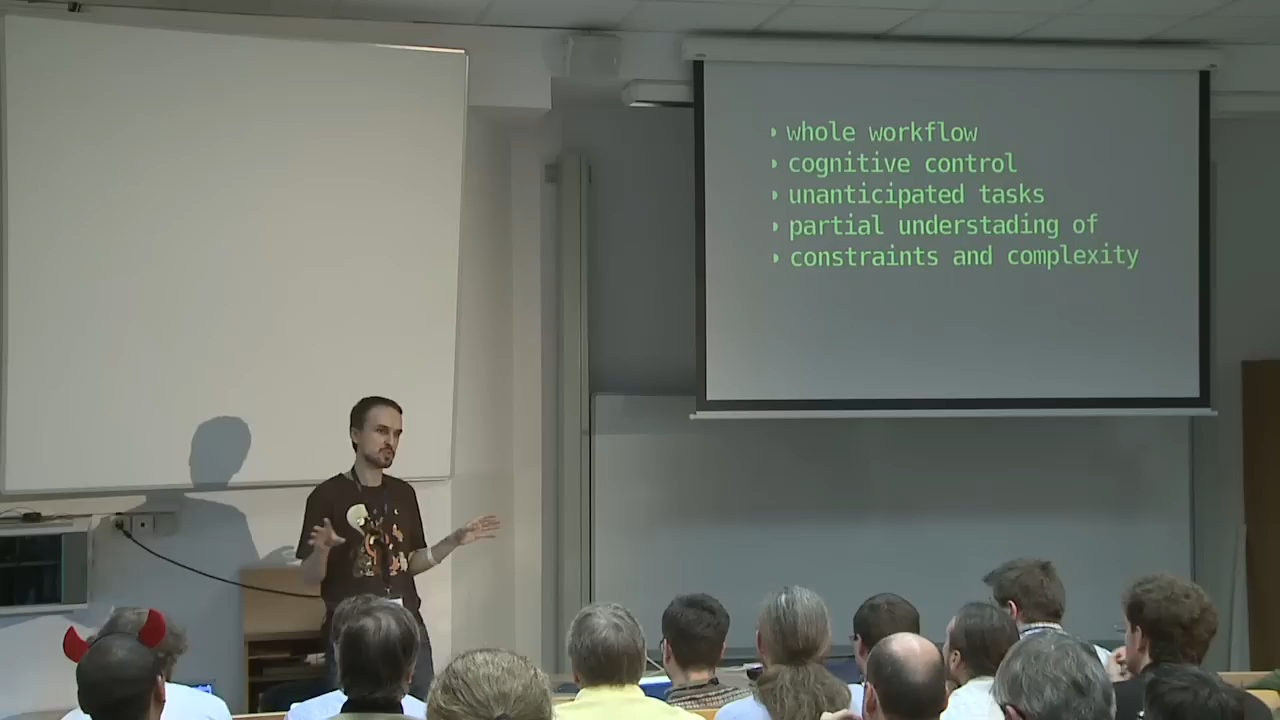 whole workflow
cognitive control
unanticipated tasks
partial understading of
constraints and complexity